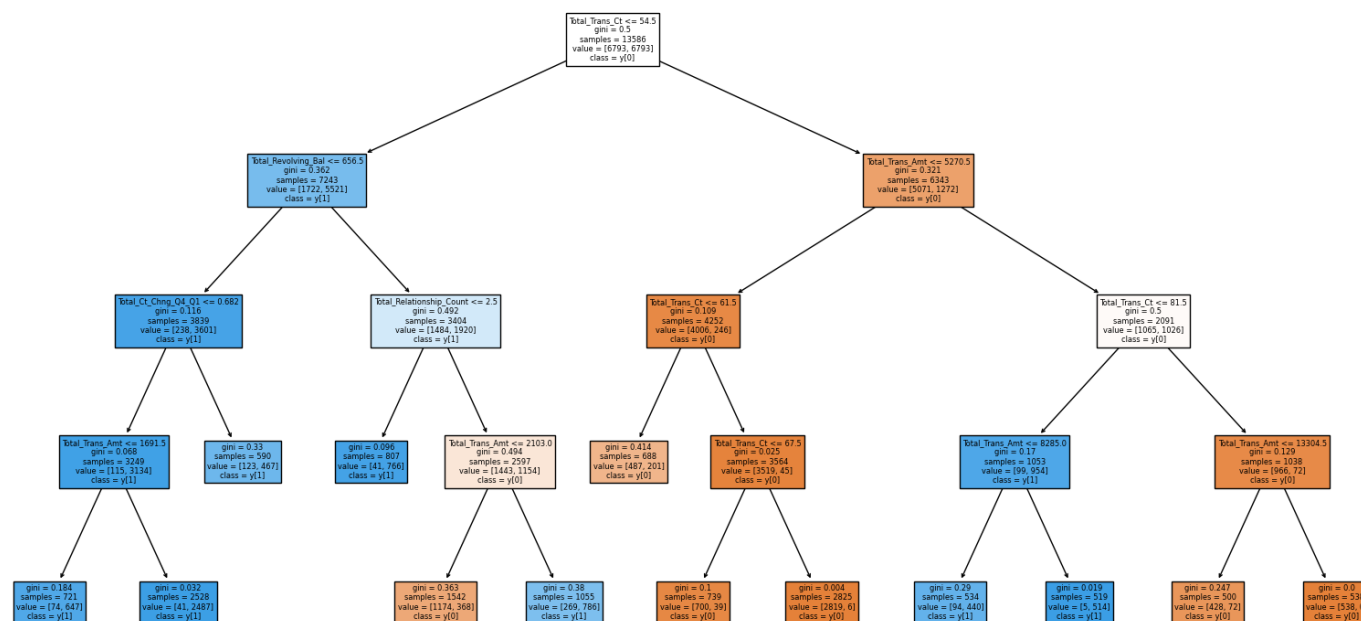 Total_Trans_Ct <= 54.5
gini = 0.5
samples = 13586
value = [6793, 6793]
class = y[0]
Total_Revolving_Bal <= 656.5
gini = 0.362
samples = 7243
value = [1722, 5521]
class = y[1]
Total_Trans_Amt <= 5270.5
gini = 0.321
samples = 6343
value = [5071, 1272]
class = y[0]
Total_Ct_Chng_Q4_Q1 <= 0.682
gini = 0.116
samples = 3839
value = [238, 3601]
class = y[1]
Total_Relationship_Count <= 2.5
gini = 0.492
samples = 3404
value = [1484, 1920]
class = y[1]
Total_Trans_Ct <= 61.5
gini = 0.109
samples = 4252
value = [4006, 246]
class = y[0]
Total_Trans_Ct <= 81.5
gini = 0.5
samples = 2091
value = [1065, 1026]
class = y[0]
Total_Trans_Amt <= 1691.5
gini = 0.068
samples = 3249
value = [115, 3134]
class = y[1]
gini = 0.33
samples = 590
value = [123, 467]
class = y[1]
gini = 0.096
samples = 807
value = [41, 766]
class = y[1]
Total_Trans_Amt <= 2103.0
gini = 0.494
samples = 2597
value = [1443, 1154]
class = y[0]
gini = 0.414
samples = 688
value = [487, 201]
class = y[0]
Total_Trans_Ct <= 67.5
gini = 0.025
samples = 3564
value = [3519, 45]
class = y[0]
Total_Trans_Amt <= 8285.0
gini = 0.17
samples = 1053
value = [99, 954]
class = y[1]
Total_Trans_Amt <= 13304.5
gini = 0.129
samples = 1038
value = [966, 72]
class = y[0]
gini = 0.184
samples = 721
value = [74, 647]
class = y[1]
gini = 0.032
samples = 2528
value = [41, 2487]
class = y[1]
gini = 0.363
samples = 1542
value = [1174, 368]
class = y[0]
gini = 0.38
samples = 1055
value = [269, 786]
class = y[1]
gini = 0.1
samples = 739
value = [700, 39]
class = y[0]
gini = 0.004
samples = 2825
value = [2819, 6]
class = y[0]
gini = 0.29
samples = 534
value = [94, 440]
class = y[1]
gini = 0.019
samples = 519
value = [5, 514]
class = y[1]
gini = 0.247
samples = 500
value = [428, 72]
class = y[0]
gini = 0.0
samples =
value = [538,
class = y[0]